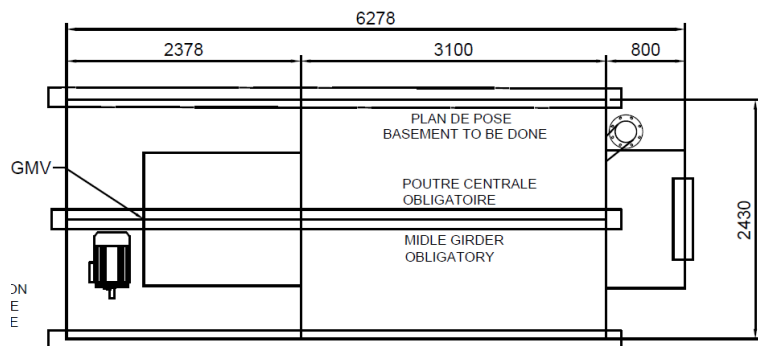 6278
2378
3100
800
PLAN DE POSE
BASEMENT TO BE DONE
GMV
POUTRE CENTRALE
OBLIGATOIRE
2430
MIDLE GIRDER
OBLIGATORY
ON
E
E